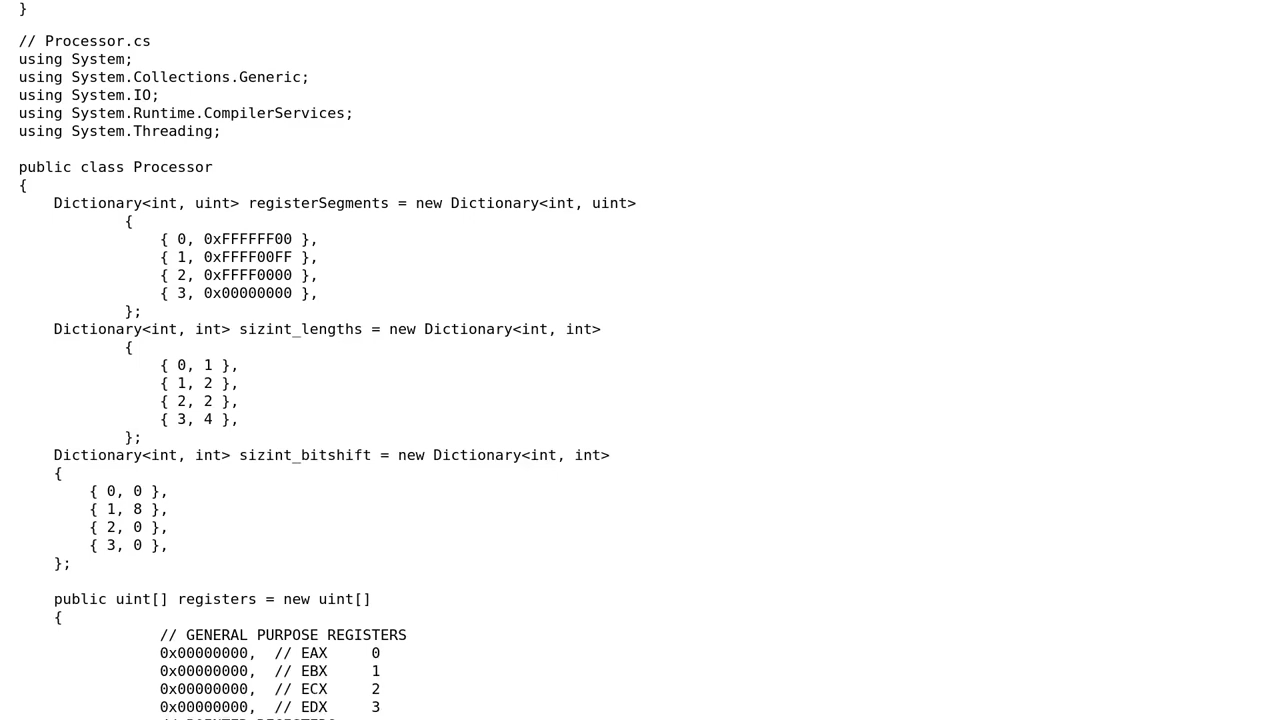 }
// Processor.cs
using System;
using System.Collections.Generic;
using System.IO;
using System.Runtime.CompilerServices;
using System.Threading;
public class Processor
{
    Dictionary<int, uint> registerSegments = new Dictionary<int, uint>
            {
                { 0, 0xFFFFFF00 },
                { 1, 0xFFFF00FF },
                { 2, 0xFFFF0000 },
                { 3, 0x00000000 },
            };
    Dictionary<int, int> sizint_lengths = new Dictionary<int, int>
            {
                { 0, 1 },
                { 1, 2 },
                { 2, 2 },
                { 3, 4 },
            };
    Dictionary<int, int> sizint_bitshift = new Dictionary<int, int>
    {
        { 0, 0 },
        { 1, 8 },
        { 2, 0 },
        { 3, 0 },
    };
    public uint[] registers = new uint[]
    {
                // GENERAL PURPOSE REGISTERS
                0x00000000,  // EAX     0
                0x00000000,  // EBX     1
                0x00000000,  // ECX     2
                0x00000000,  // EDX     3